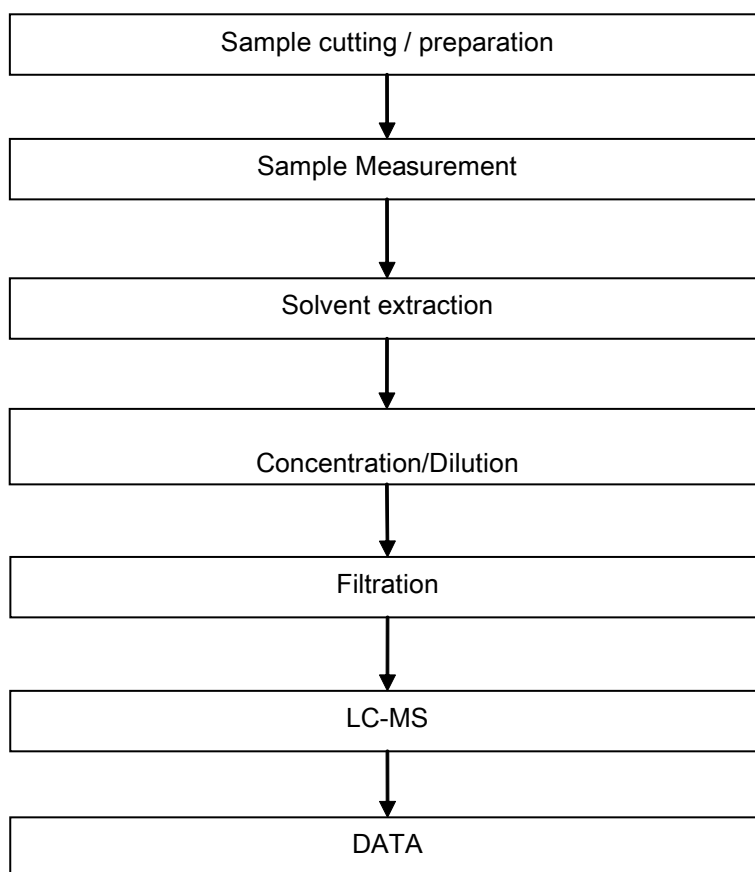 Sample cutting / preparation
Sample Measurement
Solvent extraction
Concentration/Dilution
Filtration
LC-MS
DATA